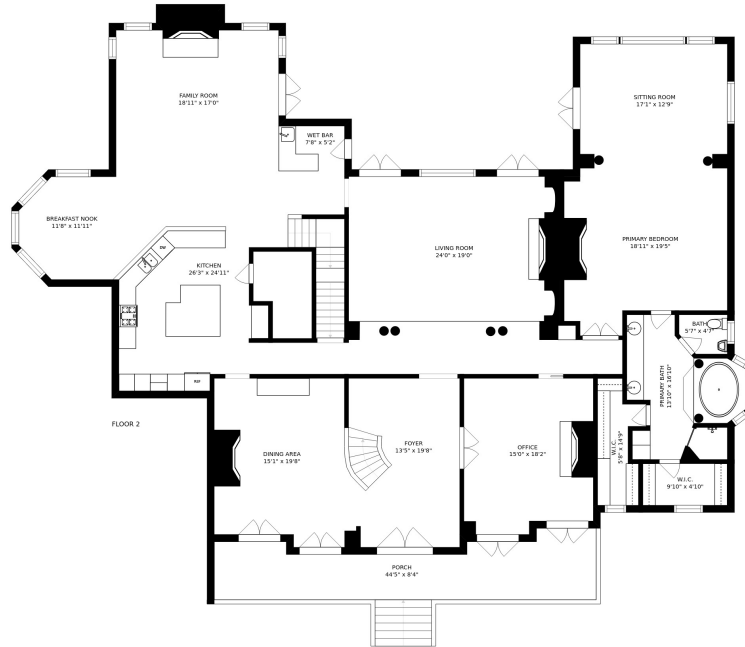 FAMILY ROOM
18'11" x 17'0"
WET BAR
7'8" x 5'2"
SITTING ROOM
17'1" x 12'9"
BREAKFAST NOOK
11'8" x 11'11"
DW
KITCHEN
26'3" x 24'11"
LIVING ROOM
24'0" x 19'0"
PRIMARY BEDROOM
18'11" x 19'5"
BATH
5'7" x 4'7"
PRIMARY BATH
13'10" x 16'10"
REF
FLOOR 2
DINING AREA
15'1" x 19'8"
FOYER
13'5" x 19'8"
OFFICE
15'0" x 18'2"
W.I.C.
5'8" x 14'9"
W.I.C.
9'10" x 4'10"
PORCH
44'5" x 8'4"